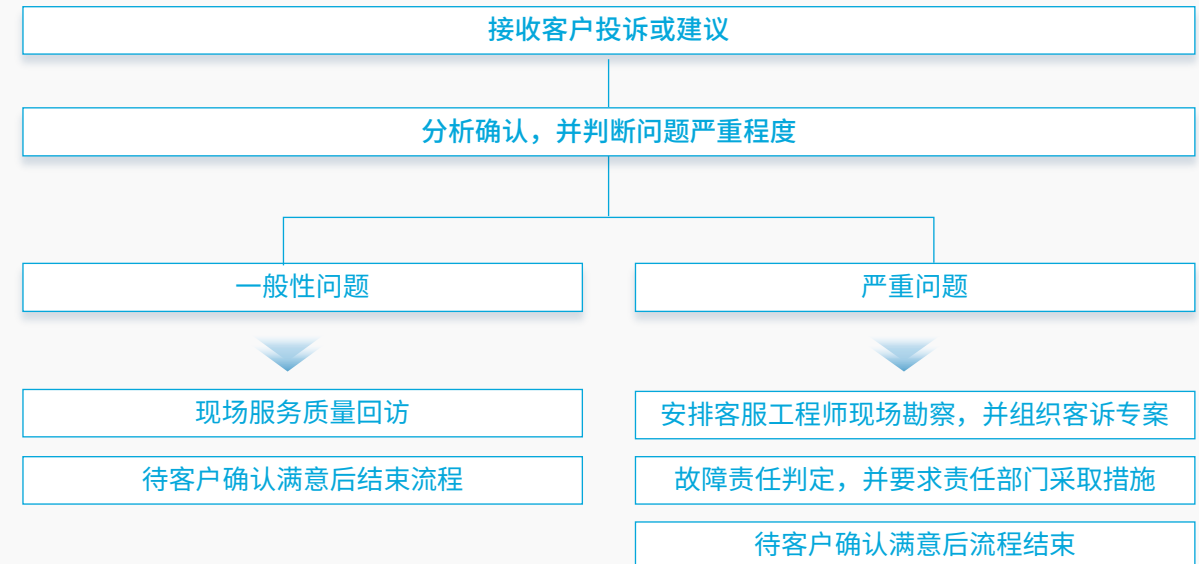 接收客户投诉或建议
分析确认，并判断问题严重程度
一般性问题
现场服务质量回访
待客户确认满意后结束流程
严重问题
安排客服工程师现场勘察，并组织客诉专案
故障责任判定，并要求责任部门采取措施
待客户确认满意后流程结束